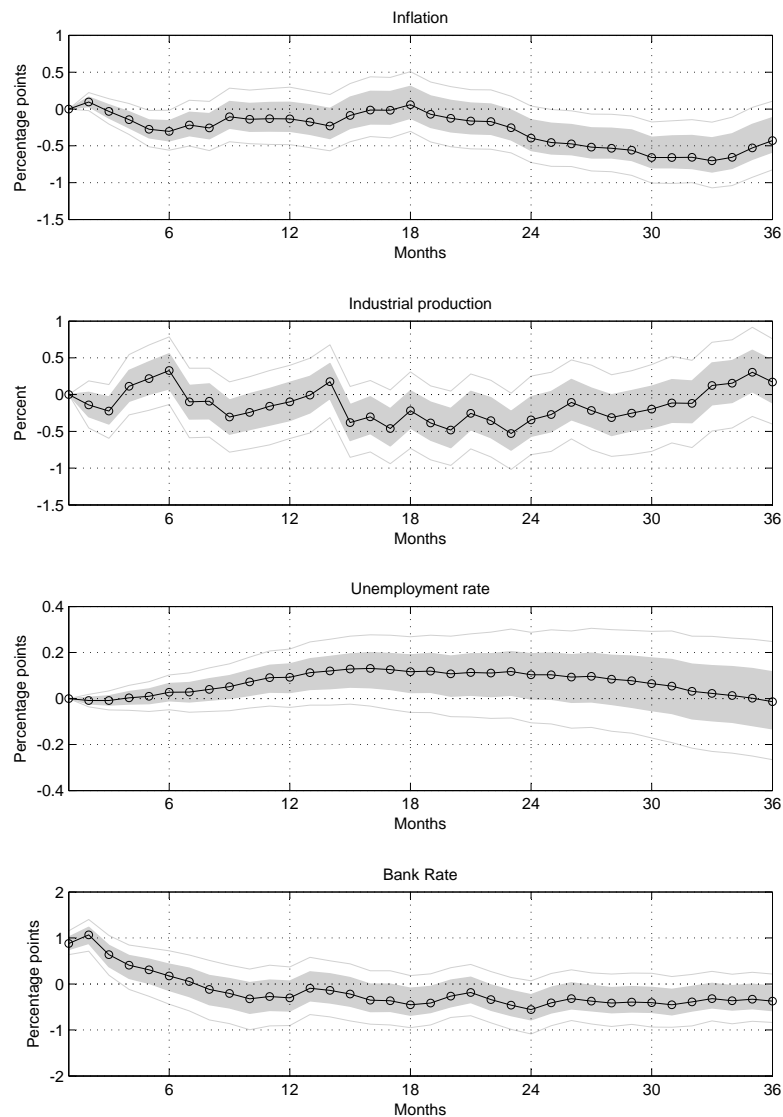 Inflation
Percentage points
1
0.5
0
-0.5
-1
-1.5
6 12 18 24 30 36
Months
Industrial production
Percent
1
0.5
0
-0.5
-1
-1.5
6 12 18 24 30 36
Months
Unemployment rate
Percentage points
0.4
0.2
0
-0.2
-0.4
6 12 18 24 30 36
Months
Bank Rate
Percentage points
2
1
0
-1
-2
6 12 18 24 30 36
Months